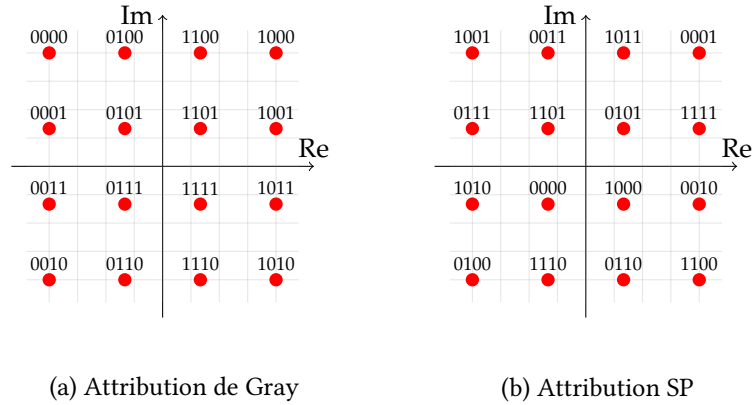 Im
0000 0100 1100 1000
0001 0101 1101 1001
Re
0011 0111 1111 1011
0010 0110 1110 1010
(a) Attribution de Gray
Im
1001 0011 1011 0001
0111 1101 0101 1111
Re
1010 0000 1000 0010
0100 1110 0110 1100
(b) Attribution SP